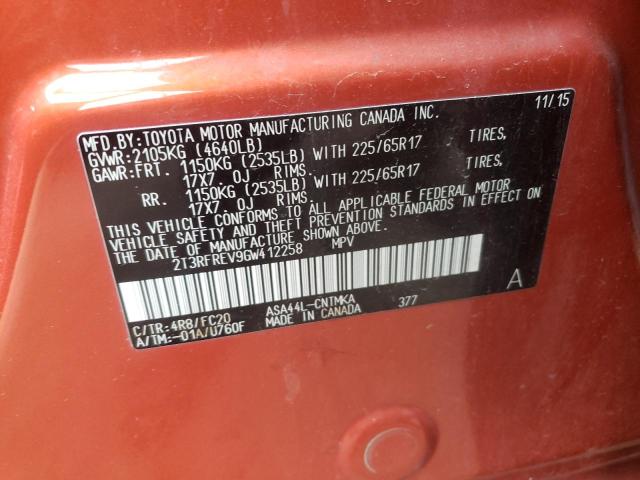 MFD.BY:TOYOTA MOTOR MANUFACTURING CANADA INC. 11/15
GVWR:2105KG (4640LB)
GAWR:FRT. 1150KG (2535LB) WITH 225/65R17 TIRES,
17X7 0J RIMS.
RR. 1150KG (2535LB) WITH 225/65R17 TIRES,
17X7 0J RIMS.
THIS VEHICLE CONFORMS TO ALL APPLICABLE FEDERAL MOTOR
VEHICLE SAFETY AND THEFT PREVENTION STANDARDS IN EFFECT ON
THE DATE OF MANUFACTURE SHOWN ABOVE.
2T3RFREV9GW412258 MPV
A
C/TR:4R8/FC20 ASA44L-CNTMKA 377
A/TM:-01A/U760F MADE IN CANADA